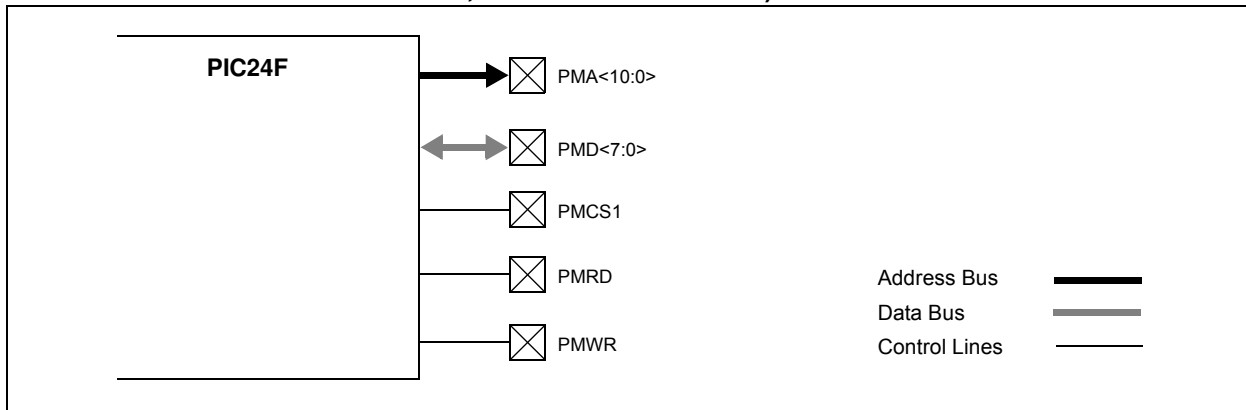 PIC24F
PMA<10:0>
PMD<7:0>
PMCS1
PMRD
PMWR
Address Bus
Data Bus
Control Lines